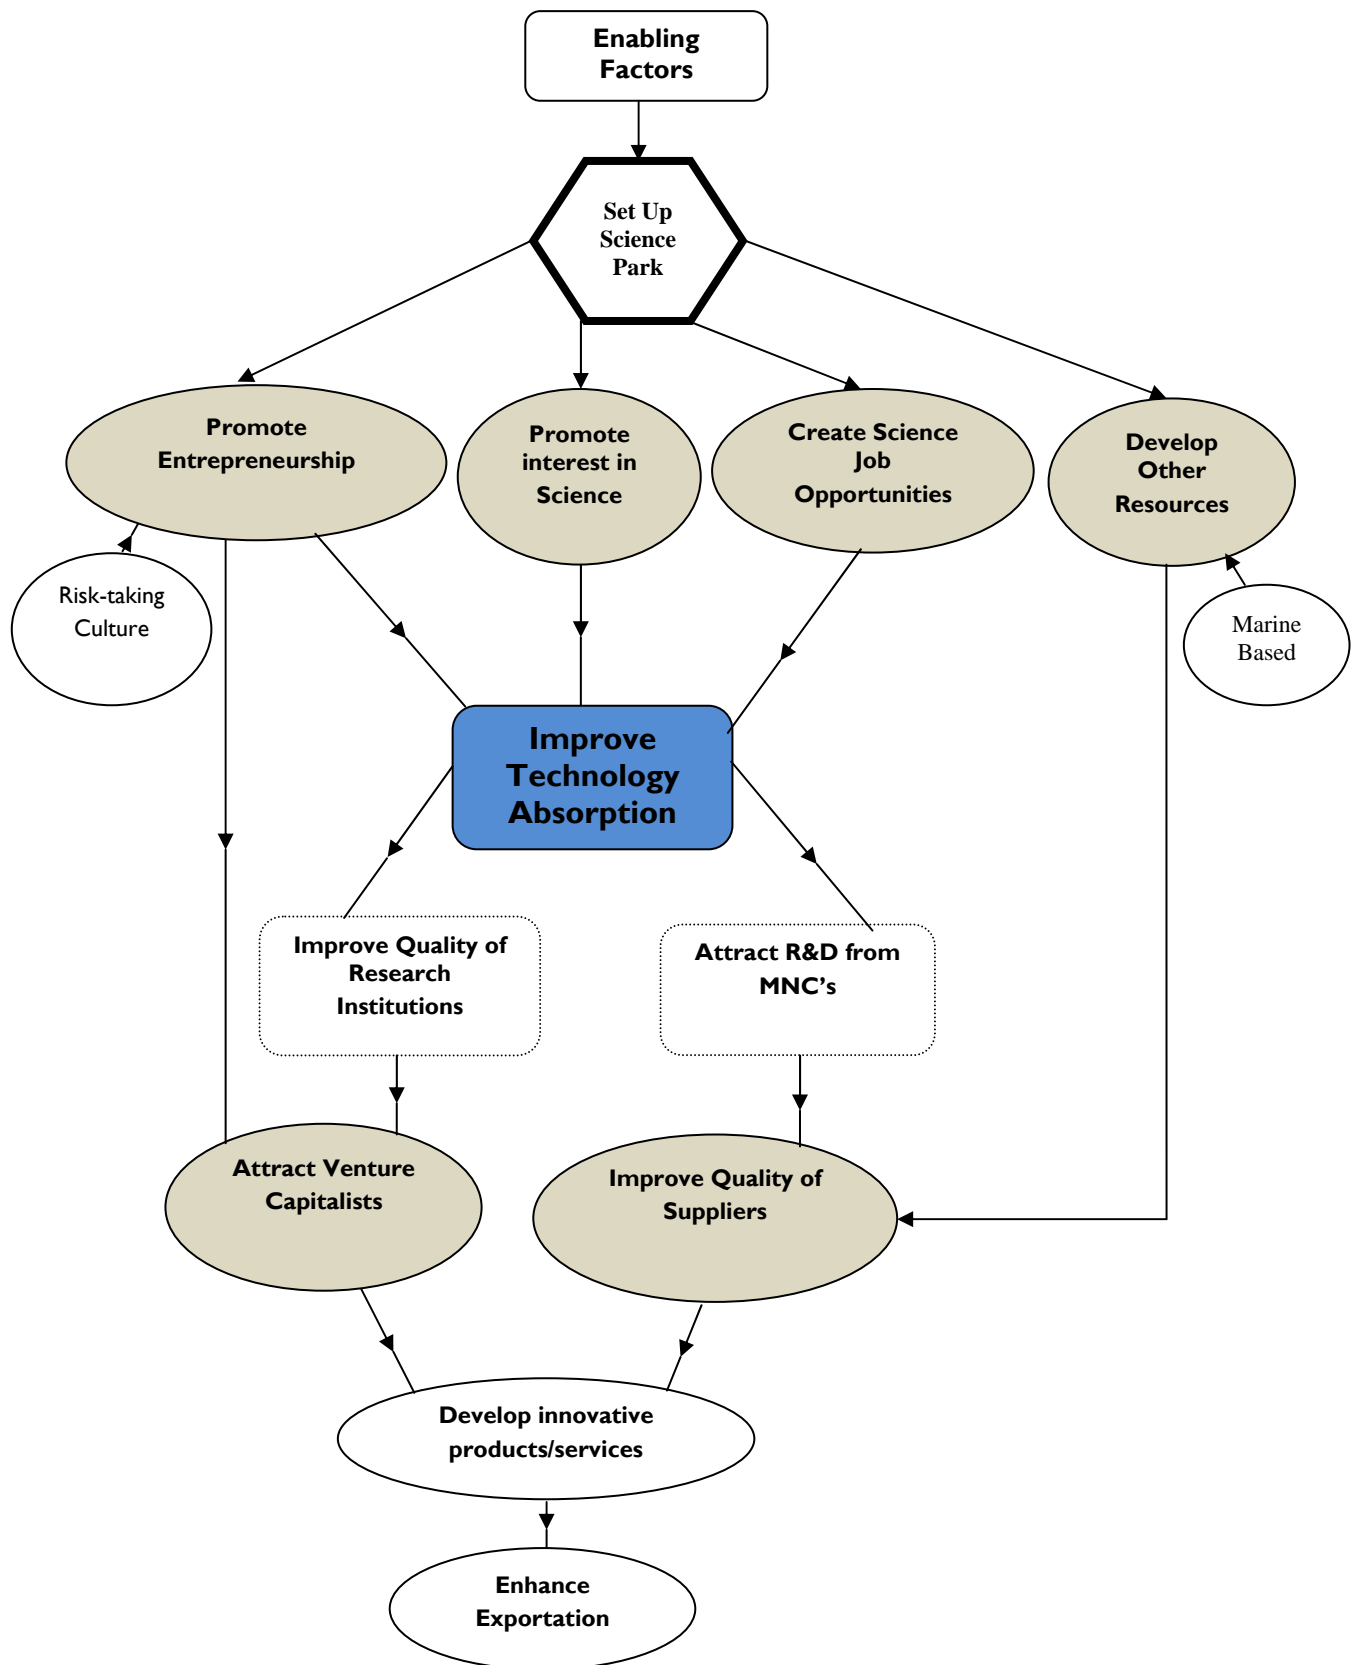 Enabling
Factors
Set Up
Science
Park
Promote
Entrepreneurship
Promote
interest in
Science
Create Science
Job
Opportunities
Develop
Other
Resources
Risk-taking
Culture
Marine
Based
Improve
Technology
Absorption
Improve Quality of
Research
Institutions
Attract R&D from
MNC’s
Attract Venture
Capitalists
Improve Quality of
Suppliers
Develop innovative
products/services
Enhance
Exportation